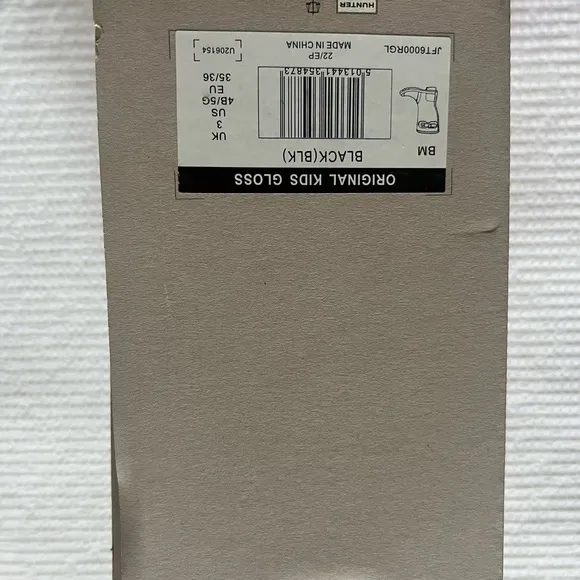 ORIGINAL KIDS GLOSS
BM
BLACK(BLK)
UK US EU
3 4B/5G 35/36
5 013441 354873
JFT6000RGL
22/EP
MADE IN CHINA
U206154
HUNTER